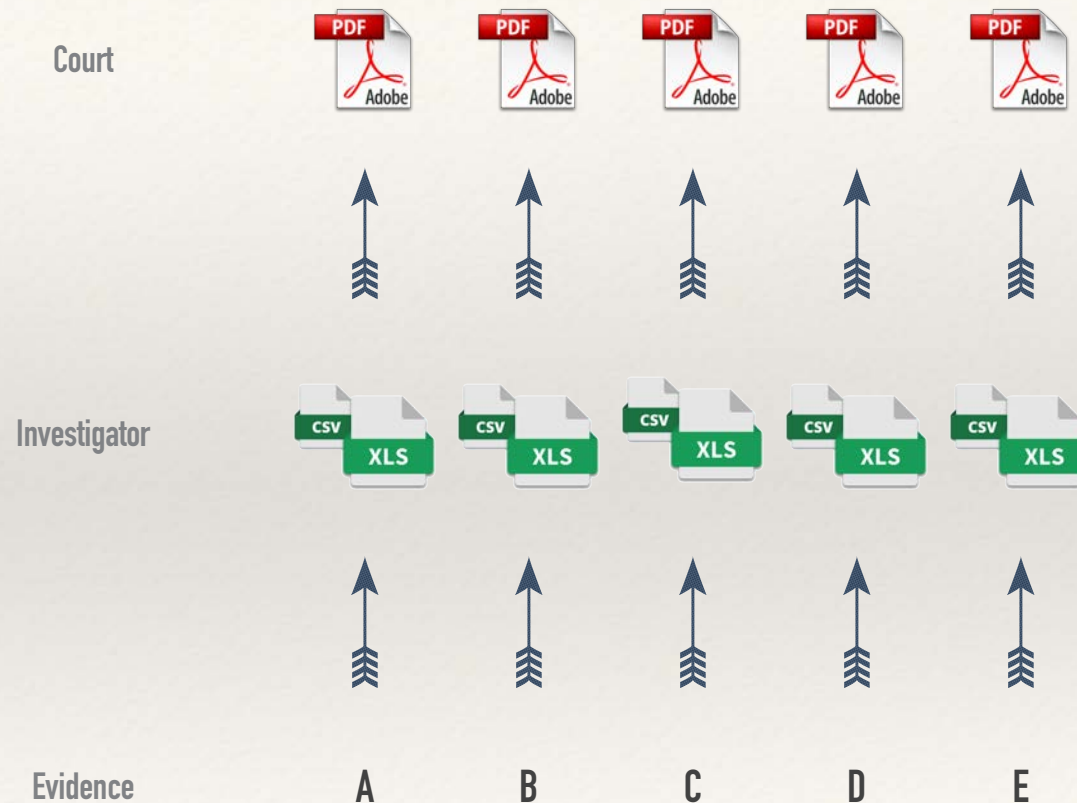 Court PDF Adobe PDF Adobe PDF Adobe PDF Adobe PDF Adobe
Investigator CSV XLS CSV XLS CSV XLS CSV XLS CSV XLS
Evidence A B C D E